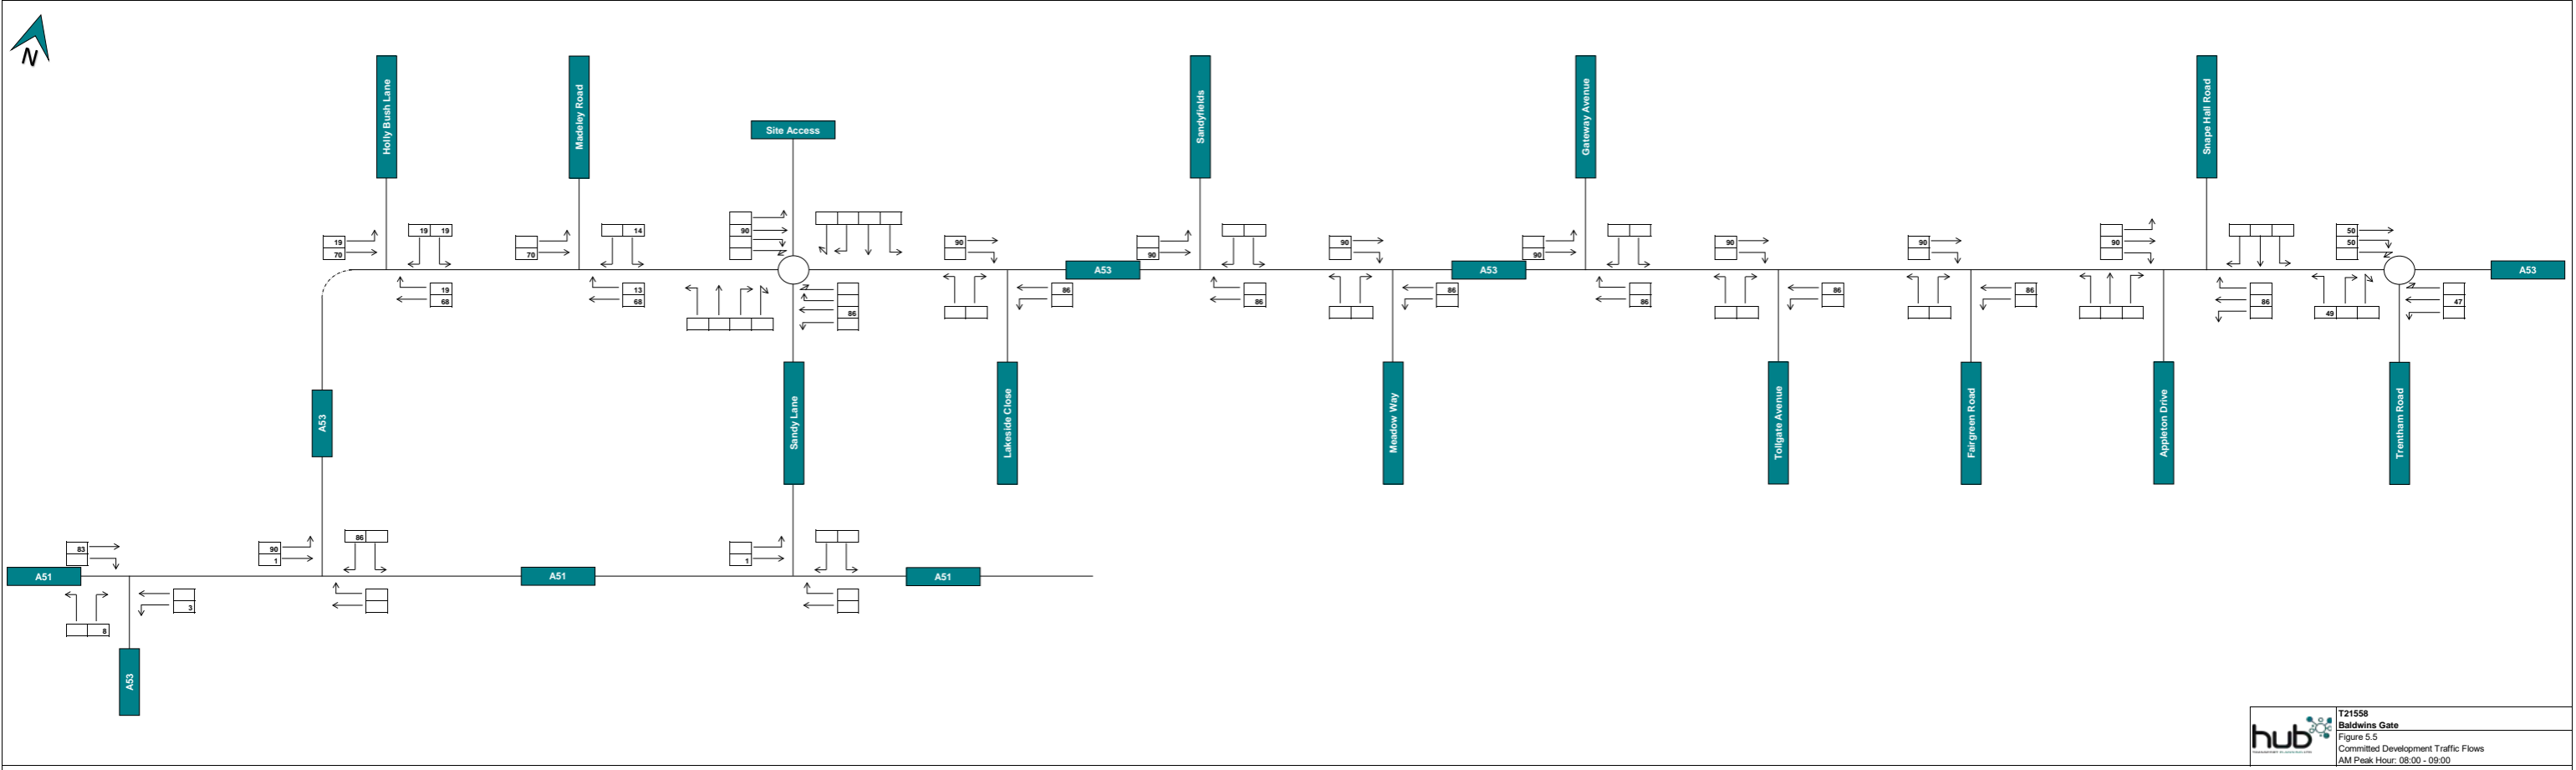 N
Holly Bush Lane
Madeley Road
Site Access
Sandyfields
Gateway Avenue
Snape Hall Road
19
70
19 19
19
68
70
14
13
68
90
86
90
86
A53
90
86
90
86
A53
90
86
90
86
90
86
90
86
50
50
49
47
A53
A53
Sandy Lane
Lakeside Close
Meadow Way
Tollgate Avenue
Fairgreen Road
Appleton Drive
Trentham Road
83
A51
3
8
A53
90
1
86
A51
1
A51
hub
T21558
Baldwins Gate
Figure 5.5
Committed Development Traffic Flows
AM Peak Hour: 08:00 - 09:00